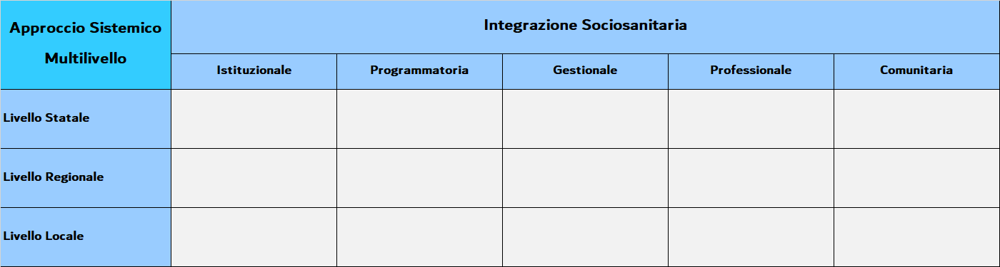 Approccio Sistemico
Multilivello
Integrazione Sociosanitaria
Istituzionale
Programmatoria
Gestionale
Professionale
Comunitaria
Livello Statale
Livello Regionale
Livello Locale